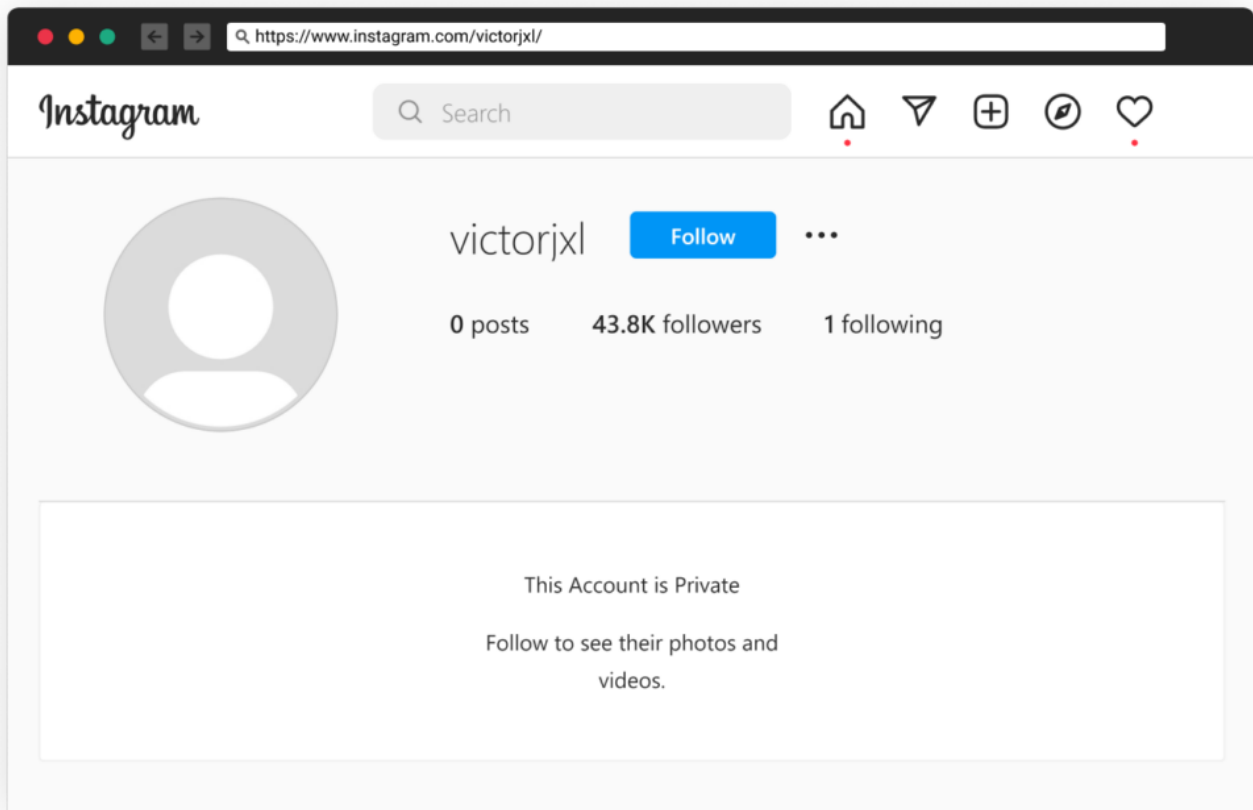 https://www.instagram.com/victorjxl/
Instagram
Search
victorjxl
Follow
0 posts 43.8K followers 1 following
This Account is Private
Follow to see their photos and
videos.